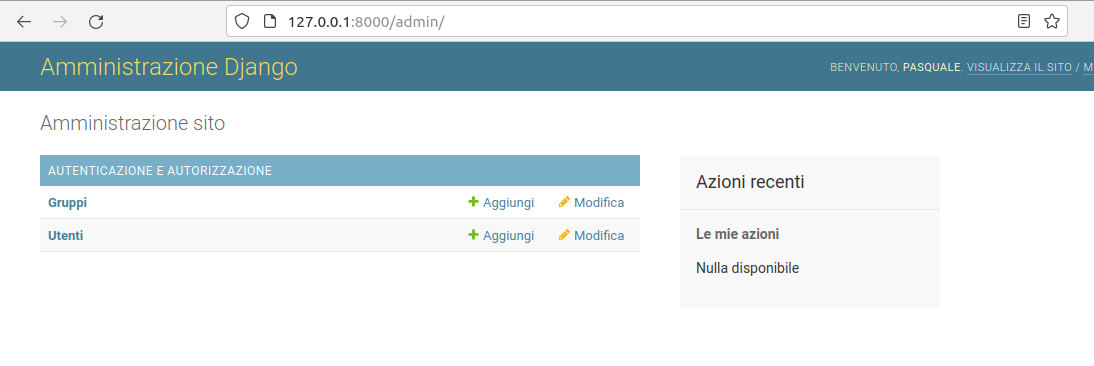 127.0.0.1:8000/admin/
Amministrazione Django
BENVENUTO, PASQUALE. VISUALIZZA IL SITO / M
Amministrazione sito
AUTENTICAZIONE E AUTORIZZAZIONE
Gruppi Aggiungi Modifica
Utenti Aggiungi Modifica
Azioni recenti
Le mie azioni
Nulla disponibile